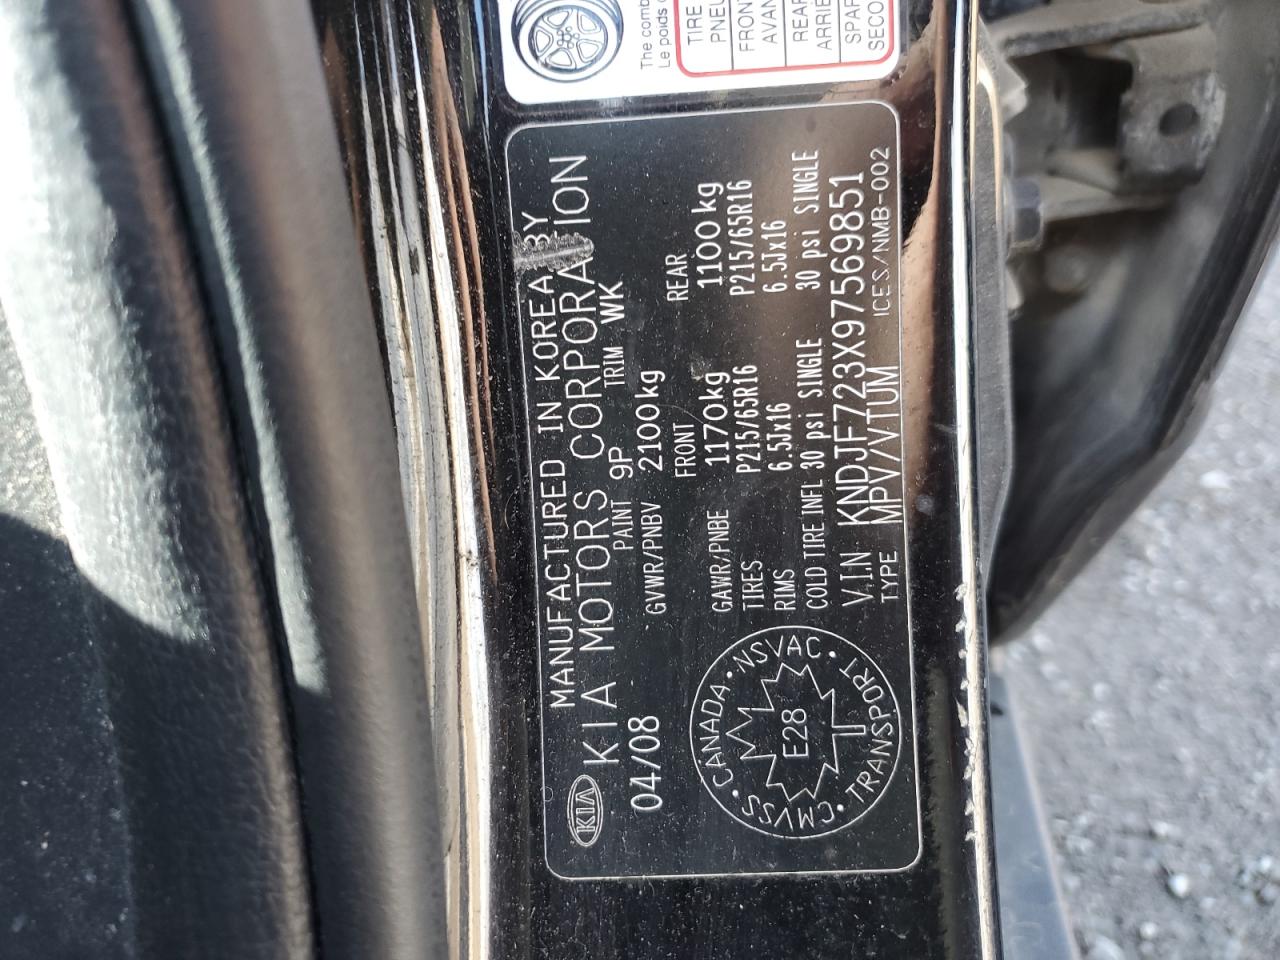 MANUFACTURED IN KOREA BY
KIA KIA MOTORS CORPORATION
04/08 PAINT 9P TRIM WK
GVWR/PNBV 2100kg
FRONT REAR
GAWR/PNBE 1170kg 1100kg
TIRES P215/65R16 P215/65R16
RIMS 6.5Jx16 6.5Jx16
COLD TIRE INFL 30 psi SINGLE 30 psi SINGLE
VIN KNDJF723X97569851
TYPE MPV/VTUM ICES/NMB-002
CANADA · NSVAC · TRANSPORT · CMVSS ·
E28
The comb
Le poids
TIRE
PNEU
FRONT
AVAN
REAR
ARRIE
SPAR
SECO